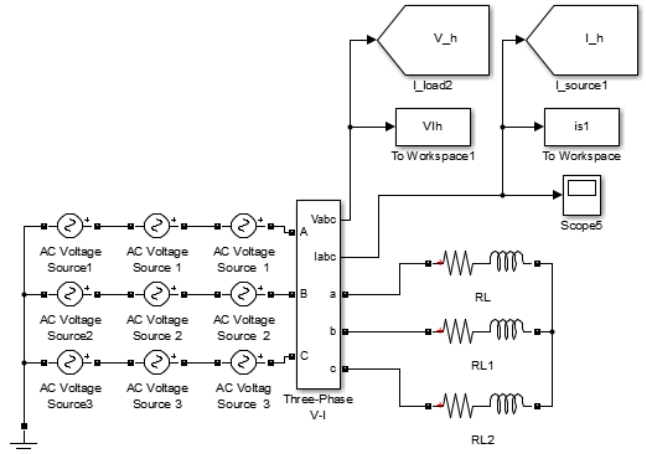 V_h
I_h
I_load2
I_source1
VIh
is1
To Workspace1
To Workspace
Vabc
A
Iabc
Scope5
AC Voltage
Source1
AC Voltage
Source 1
AC Voltage
Source 1
a
RL
B
AC Voltage
Source2
AC Voltage
Source 2
AC Voltage
Source 2
b
RL1
C
c
AC Voltage
Source3
AC Voltage
Source 3
AC Voltag
Source 3
Three-Phase
V-I
RL2